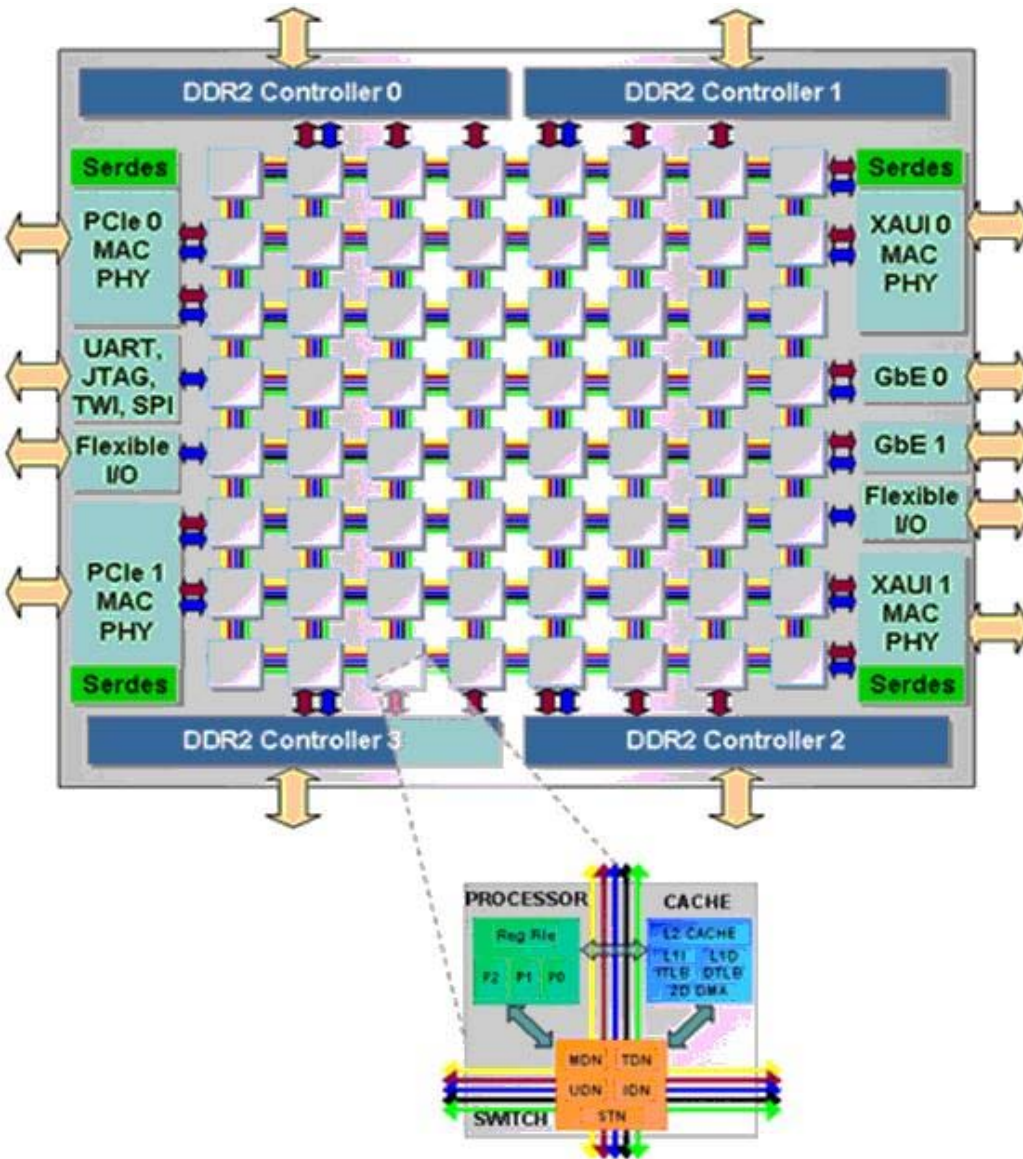 DDR2 Controller 0
DDR2 Controller 1
Serdes
PCIe 0
MAC
PHY
UART,
JTAG,
TWI, SPI
Flexible
I/O
PCIe 1
MAC
PHY
Serdes
Serdes
XAUI 0
MAC
PHY
GbE 0
GbE 1
Flexible
I/O
XAUI 1
MAC
PHY
Serdes
DDR2 Controller 3
DDR2 Controller 2
PROCESSOR
Reg File
P2 P1 P0
CACHE
L2 CACHE
L1I L1D
ITLB DTLB
2D DMA
MDN TDN
UDN IDN
STN
SWITCH